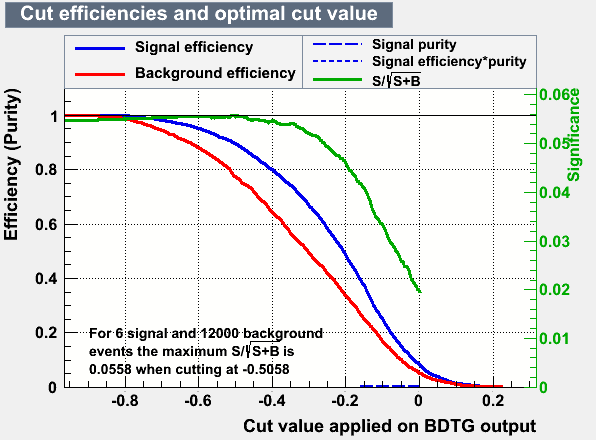 Cut efficiencies and optimal cut value
Signal efficiency
Background efficiency
Signal purity
Signal efficiency*purity
S/√S+B
Efficiency (Purity)
1
0.8
0.6
0.4
0.2
0
0.06
0.05
0.04
0.03
0.02
0.01
0
Significance
For 6 signal and 12000 background
events the maximum S/√S+B is
0.0558 when cutting at -0.5058
-0.8 -0.6 -0.4 -0.2 0 0.2
Cut value applied on BDTG output